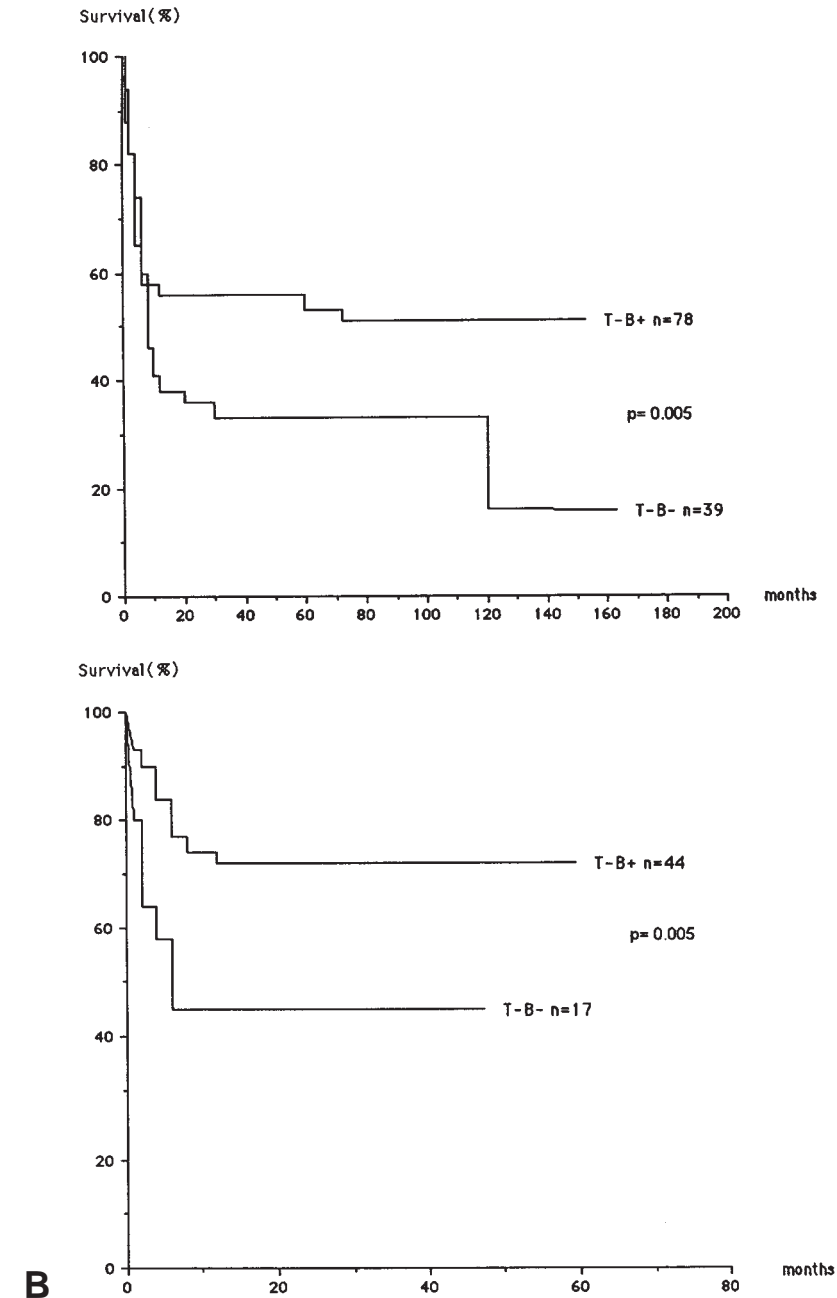 Survival(%)
100
80
60
T-B+ n=78
40
p= 0.005
20
T-B- n=39
0
months
0 20 40 60 80 100 120 140 160 180 200
Survival(%)
100
80
T-B+ n=44
60
p= 0.005
T-B- n=17
40
20
0
months
B
0 20 40 60 80